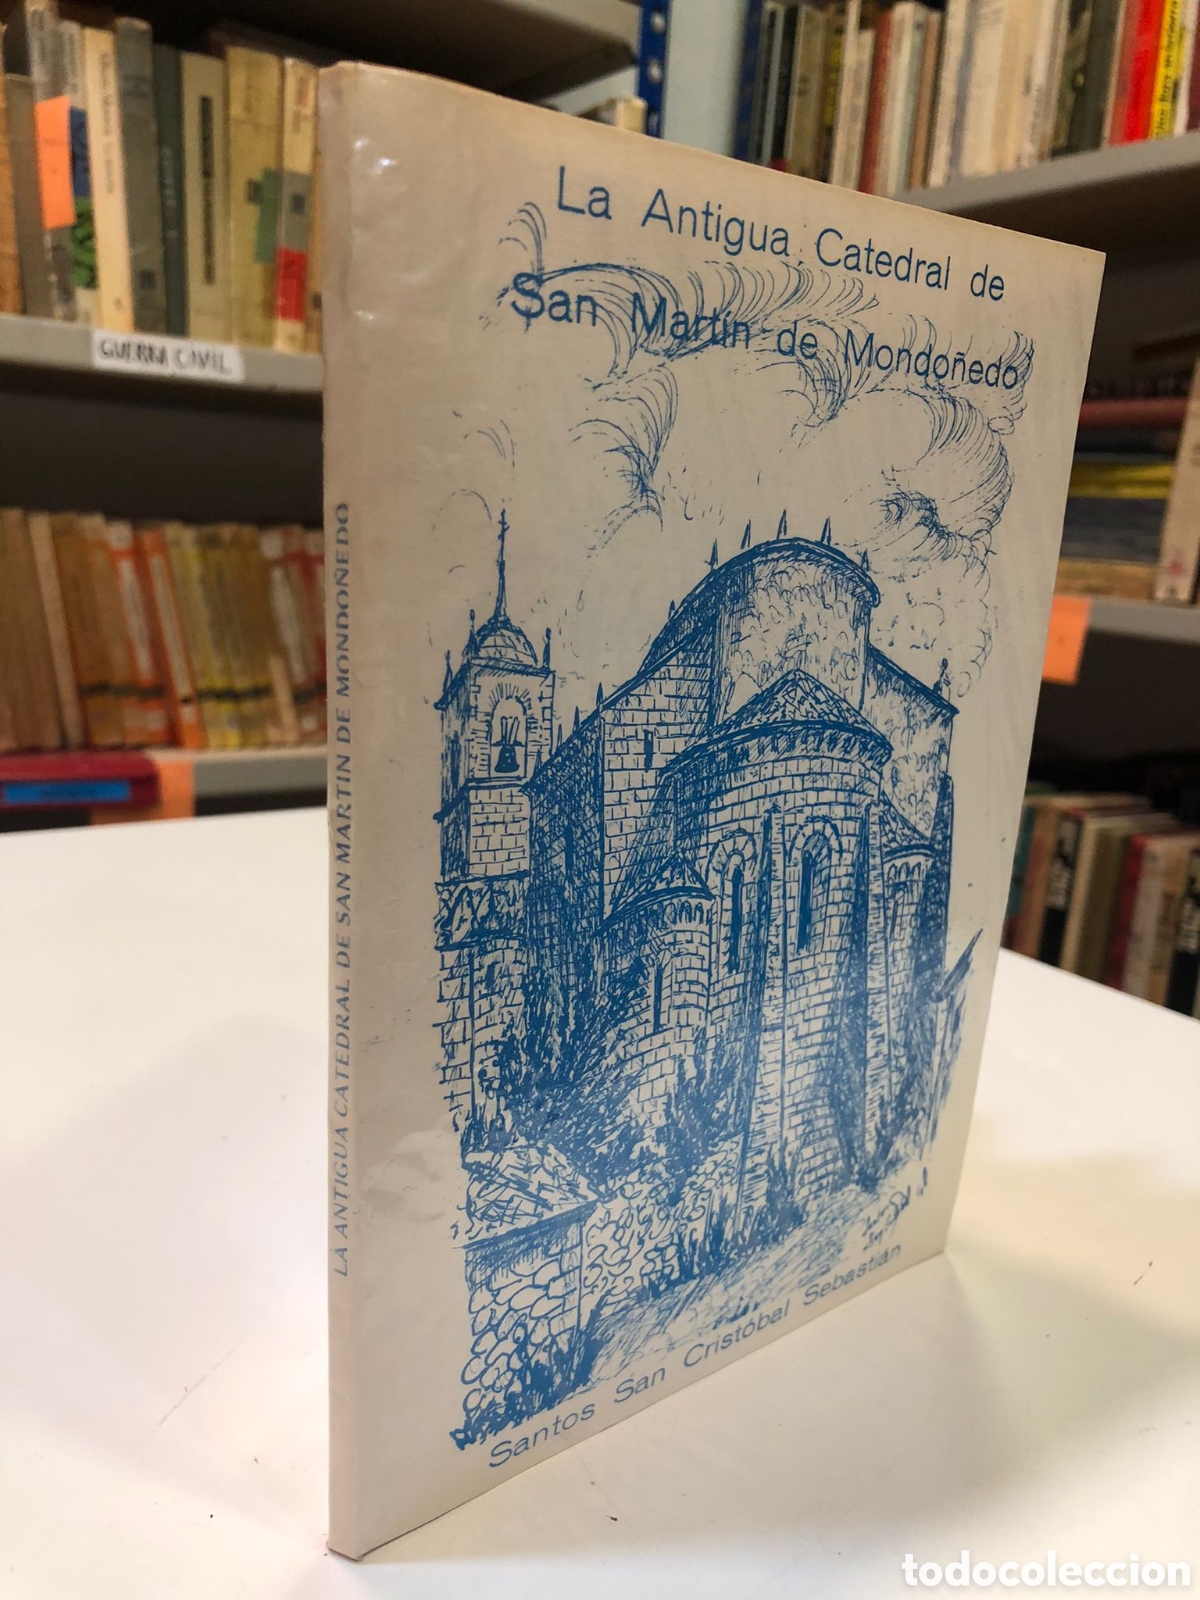 La Antigua Catedral de
San Martín de Mondoñedo
Santos San Cristóbal Sebastián
LA ANTIGUA CATEDRAL DE SAN MARTIN DE MONDOÑEDO
GUERRA CIVIL
todocoleccion